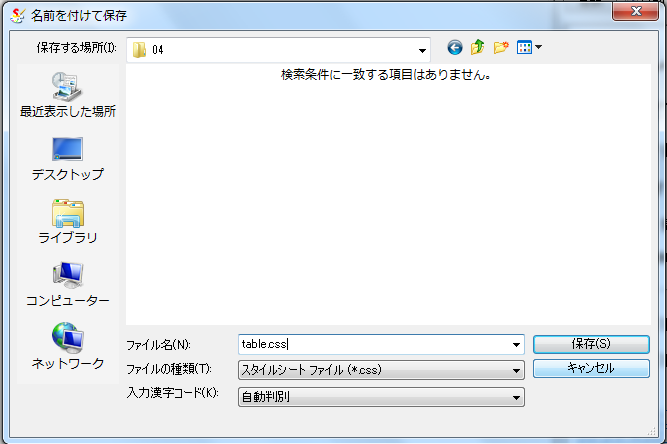 名前を付けて保存
保存する場所(I):
04
検索条件に一致する項目はありません。
最近表示した場所
デスクトップ
ライブラリ
コンピューター
ネットワーク
ファイル名(N):
table.css
保存(S)
ファイルの種類(T):
スタイルシート ファイル (*.css)
キャンセル
入力漢字コード(K):
自動判別